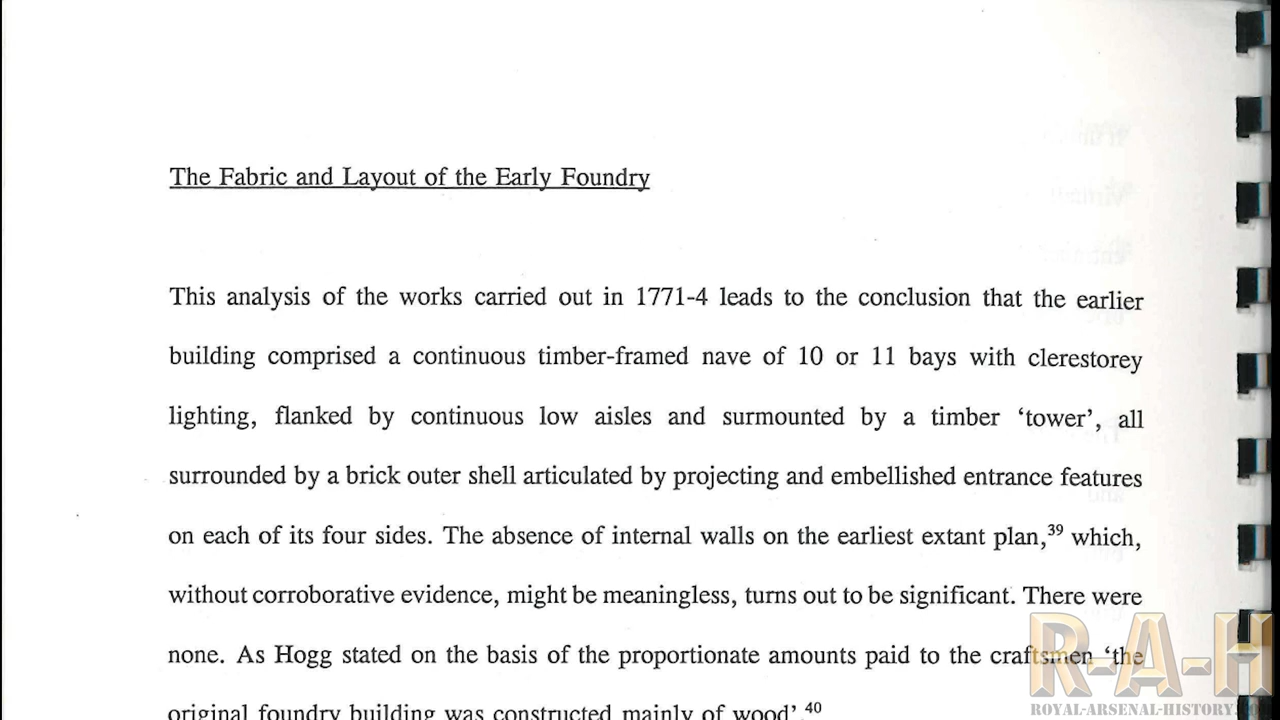 The Fabric and Layout of the Early Foundry
This analysis of the works carried out in 1771-4 leads to the conclusion that the earlier
building comprised a continuous timber-framed nave of 10 or 11 bays with clerestorey
lighting, flanked by continuous low aisles and surmounted by a timber ‘tower’, all
surrounded by a brick outer shell articulated by projecting and embellished entrance features
on each of its four sides. The absence of internal walls on the earliest extant plan,³⁹ which,
without corroborative evidence, might be meaningless, turns out to be significant. There were
none. As Hogg stated on the basis of the proportionate amounts paid to the craftsmen ‘the
original foundry building was constructed mainly of wood’.⁴⁰
R-A-H
ROYAL-ARSENAL-HISTORY.